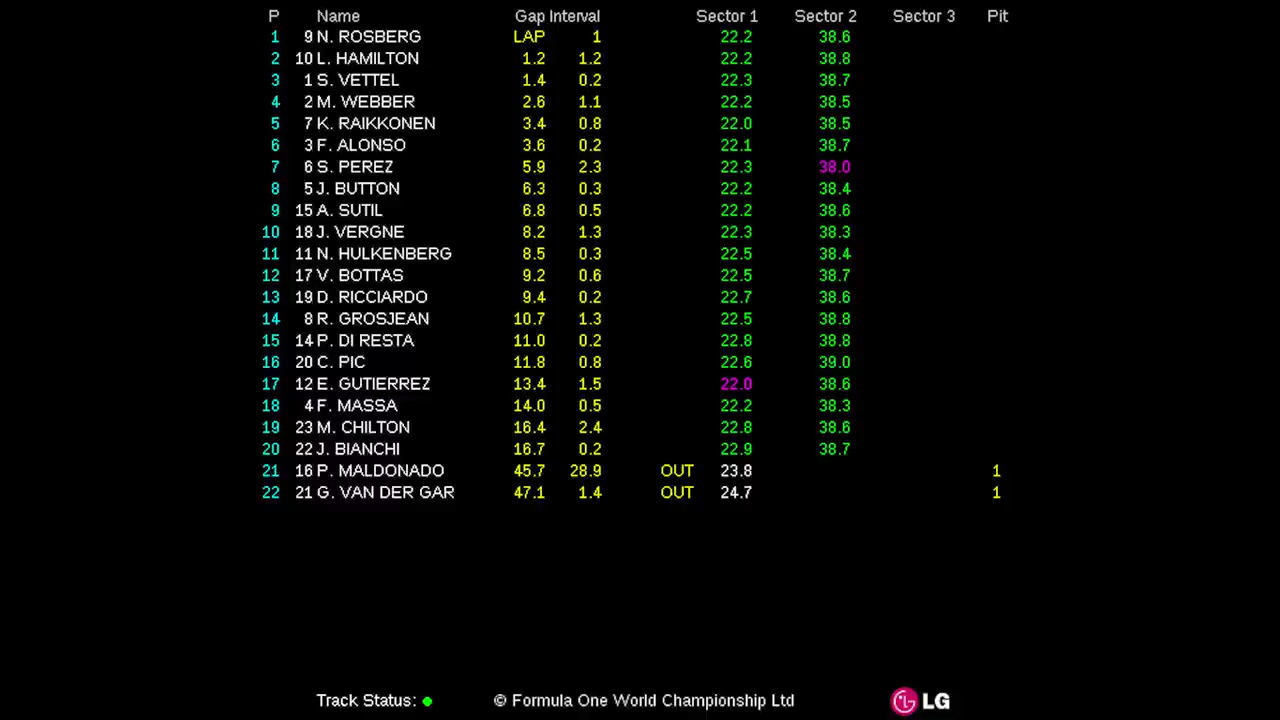 P Name Gap Interval Sector 1 Sector 2 Sector 3 Pit
1 9 N. ROSBERG LAP 1 22.2 38.6
2 10 L. HAMILTON 1.2 1.2 22.2 38.8
3 1 S. VETTEL 1.4 0.2 22.3 38.7
4 2 M. WEBBER 2.6 1.1 22.2 38.5
5 7 K. RAIKKONEN 3.4 0.8 22.0 38.5
6 3 F. ALONSO 3.6 0.2 22.1 38.7
7 6 S. PEREZ 5.9 2.3 22.3 38.0
8 5 J. BUTTON 6.3 0.3 22.2 38.4
9 15 A. SUTIL 6.8 0.5 22.2 38.6
10 18 J. VERGNE 8.2 1.3 22.3 38.3
11 11 N. HULKENBERG 8.5 0.3 22.5 38.4
12 17 V. BOTTAS 9.2 0.6 22.5 38.7
13 19 D. RICCIARDO 9.4 0.2 22.7 38.6
14 8 R. GROSJEAN 10.7 1.3 22.5 38.8
15 14 P. DI RESTA 11.0 0.2 22.8 38.8
16 20 C. PIC 11.8 0.8 22.6 39.0
17 12 E. GUTIERREZ 13.4 1.5 22.0 38.6
18 4 F. MASSA 14.0 0.5 22.2 38.3
19 23 M. CHILTON 16.4 2.4 22.8 38.6
20 22 J. BIANCHI 16.7 0.2 22.9 38.7
21 16 P. MALDONADO 45.7 28.9 OUT 23.8 1
22 21 G. VAN DER GAR 47.1 1.4 OUT 24.7 1
Track Status: © Formula One World Championship Ltd LG